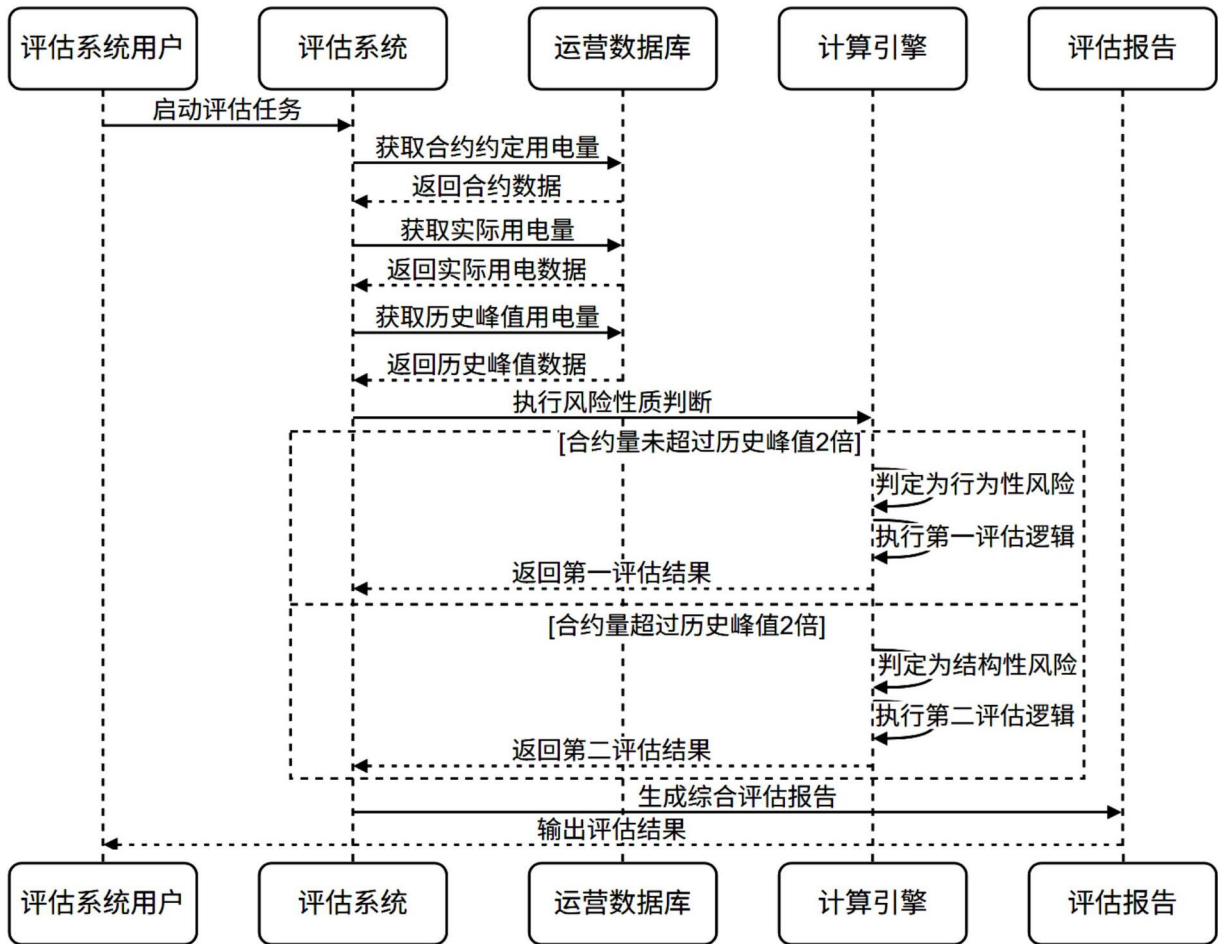 评估系统用户
评估系统
运营数据库
计算引擎
评估报告
启动评估任务
获取合约约定用电量
返回合约数据
获取实际用电量
返回实际用电数据
获取历史峰值用电量
返回历史峰值数据
执行风险性质判断
[合约量未超过历史峰值2倍]
判定为行为性风险
执行第一评估逻辑
返回第一评估结果
[合约量超过历史峰值2倍]
判定为结构性风险
执行第二评估逻辑
返回第二评估结果
生成综合评估报告
输出评估结果
评估系统用户
评估系统
运营数据库
计算引擎
评估报告